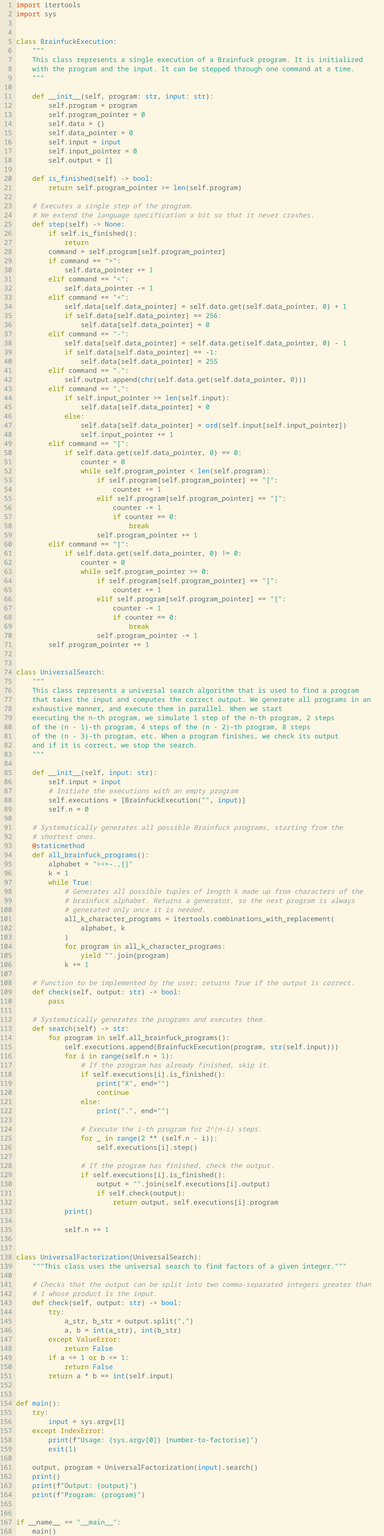 1 import itertools
2 import sys
3
4
5 class BrainfuckExecution:
6     """
7     This class represents a single execution of a Brainfuck program. It is initialized
8     with the program and the input. It can be stepped through one command at a time.
9     """
10
11     def __init__(self, program: str, input: str):
12         self.program = program
13         self.program_pointer = 0
14         self.data = {}
15         self.data_pointer = 0
16         self.input = input
17         self.input_pointer = 0
18         self.output = []
19
20     def is_finished(self) -> bool:
21         return self.program_pointer >= len(self.program)
22
23     # Executes a single step of the program.
24     # We extend the language specification a bit so that it never crashes.
25     def step(self) -> None:
26         if self.is_finished():
27             return
28         command = self.program[self.program_pointer]
29         if command == ">":
30             self.data_pointer += 1
31         elif command == "<":
32             self.data_pointer -= 1
33         elif command == "+":
34             self.data[self.data_pointer] = self.data.get(self.data_pointer, 0) + 1
35             if self.data[self.data_pointer] == 256:
36                 self.data[self.data_pointer] = 0
37         elif command == "-":
38             self.data[self.data_pointer] = self.data.get(self.data_pointer, 0) - 1
39             if self.data[self.data_pointer] == -1:
40                 self.data[self.data_pointer] = 255
41         elif command == ".":
42             self.output.append(chr(self.data.get(self.data_pointer, 0)))
43         elif command == ",":
44             if self.input_pointer >= len(self.input):
45                 self.data[self.data_pointer] = 0
46             else:
47                 self.data[self.data_pointer] = ord(self.input[self.input_pointer])
48                 self.input_pointer += 1
49         elif command == "[":
50             if self.data.get(self.data_pointer, 0) == 0:
51                 counter = 0
52                 while self.program_pointer < len(self.program):
53                     if self.program[self.program_pointer] == "[":
54                         counter += 1
55                     elif self.program[self.program_pointer] == "]":
56                         counter -= 1
57                         if counter == 0:
58                             break
59                     self.program_pointer += 1
60         elif command == "]":
61             if self.data.get(self.data_pointer, 0) != 0:
62                 counter = 0
63                 while self.program_pointer >= 0:
64                     if self.program[self.program_pointer] == "]":
65                         counter += 1
66                     elif self.program[self.program_pointer] == "[":
67                         counter -= 1
68                         if counter == 0:
69                             break
70                     self.program_pointer -= 1
71         self.program_pointer += 1
72
73
74 class UniversalSearch:
75     """
76     This class represents a universal search algorithm that is used to find a program
77     that takes the input and computes the correct output. We generate all programs in an
78     exhaustive manner, and execute them in parallel. When we start
79     executing the n-th program, we simulate 1 step of the n-th program, 2 steps
80     of the (n - 1)-th program, 4 steps of the (n - 2)-th program, 8 steps
81     of the (n - 3)-th program, etc. When a program finishes, we check its output
82     and if it is correct, we stop the search.
83     """
84
85     def __init__(self, input: str):
86         self.input = input
87         # Initiate the executions with an empty program
88         self.executions = [BrainfuckExecution("", input)]
89         self.n = 0
90
91     # Systematically generates all possible Brainfuck programs, starting from the
92     # shortest ones.
93     @staticmethod
94     def all_brainfuck_programs():
95         alphabet = "><+-.,[]"
96         k = 1
97         while True:
98             # Generates all possible tuples of length k made up from characters of the
99             # brainfuck alphabet. Returns a generator, so the next program is always
100             # generated only once it is needed.
101             all_k_character_programs = itertools.combinations_with_replacement(
102                 alphabet, k
103             )
104             for program in all_k_character_programs:
105                 yield "".join(program)
106             k += 1
107
108     # Function to be implemented by the user; returns True if the output is correct.
109     def check(self, output: str) -> bool:
110         pass
111
112     # Systematically generates the programs and executes them.
113     def search(self) -> str:
114         for program in self.all_brainfuck_programs():
115             self.executions.append(BrainfuckExecution(program, str(self.input)))
116             for i in range(self.n + 1):
117                 # If the program has already finished, skip it.
118                 if self.executions[i].is_finished():
119                     print("X", end="")
120                     continue
121                 else:
122                     print(".", end="")
123
124                 # Execute the i-th program for 2^(n-i) steps.
125                 for _ in range(2 ** (self.n - i)):
126                     self.executions[i].step()
127
128                 # If the program has finished, check the output.
129                 if self.executions[i].is_finished():
130                     output = "".join(self.executions[i].output)
131                     if self.check(output):
132                         return output, self.executions[i].program
133             print()
134
135             self.n += 1
136
137
138 class UniversalFactorization(UniversalSearch):
139     """This class uses the universal search to find factors of a given integer."""
140
141     # Checks that the output can be split into two comma-separated integers greater than
142     # 1 whose product is the input.
143     def check(self, output: str) -> bool:
144         try:
145             a_str, b_str = output.split(",")
146             a, b = int(a_str), int(b_str)
147         except ValueError:
148             return False
149         if a <= 1 or b <= 1:
150             return False
151         return a * b == int(self.input)
152
153
154 def main():
155     try:
156         input = sys.argv[1]
157     except IndexError:
158         print(f"Usage: {sys.argv[0]} [number-to-factorise]")
159         exit(1)
160
161     output, program = UniversalFactorization(input).search()
162     print()
163     print(f"Output: {output}")
164     print(f"Program: {program}")
165
166
167 if __name__ == "__main__":
168     main()